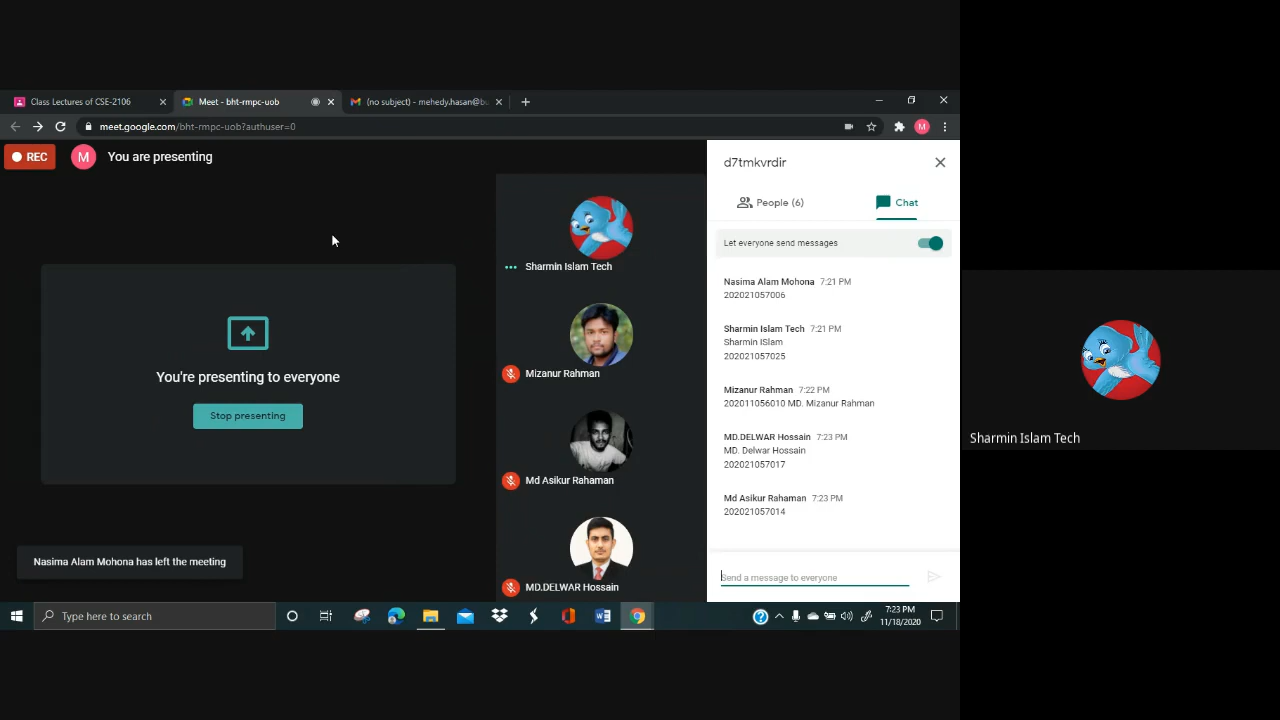 Class Lectures of CSE-2106
Meet - bht-rmpc-uob
(no subject) - mehedy.hasan@bu
meet.google.com/bht-rmpc-uob?authuser=0
M
REC
M
You are presenting
You're presenting to everyone
Stop presenting
Nasima Alam Mohona has left the meeting
Sharmin Islam Tech
Mizanur Rahman
Md Asikur Rahaman
MD.DELWAR Hossain
d7tmkvrdir
People (6)
Chat
Let everyone send messages
Nasima Alam Mohona 7:21 PM
202021057006
Sharmin Islam Tech 7:21 PM
Sharmin ISlam
202021057025
Mizanur Rahman 7:22 PM
202011056010 MD. Mizanur Rahman
MD.DELWAR Hossain 7:23 PM
MD. Delwar Hossain
202021057017
Md Asikur Rahaman 7:23 PM
202021057014
Send a message to everyone
Type here to search
7:23 PM
11/18/2020
Sharmin Islam Tech